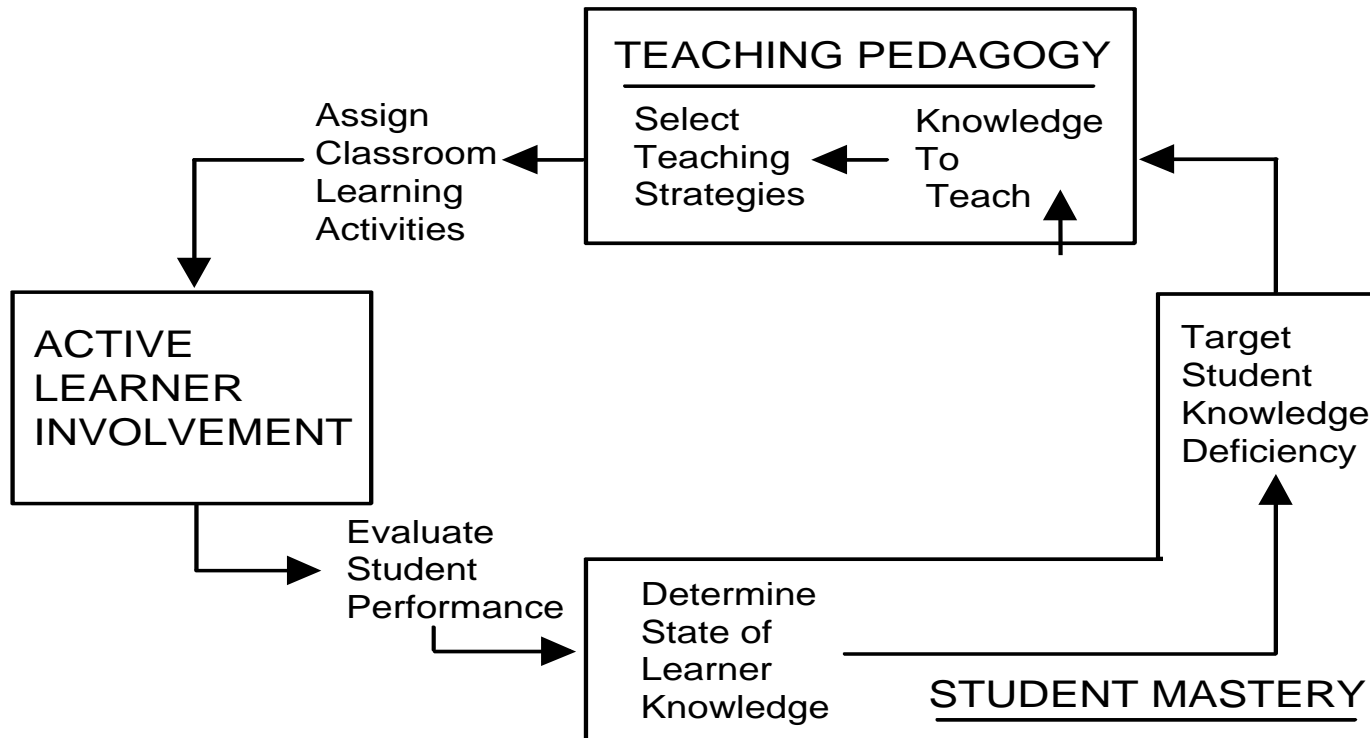 TEACHING PEDAGOGY
Select
Teaching
Strategies
Knowledge
To
Teach
Assign
Classroom
Learning
Activities
ACTIVE
LEARNER
INVOLVEMENT
Evaluate
Student
Performance
Determine
State of
Learner
Knowledge
Target
Student
Knowledge
Deficiency
STUDENT MASTERY